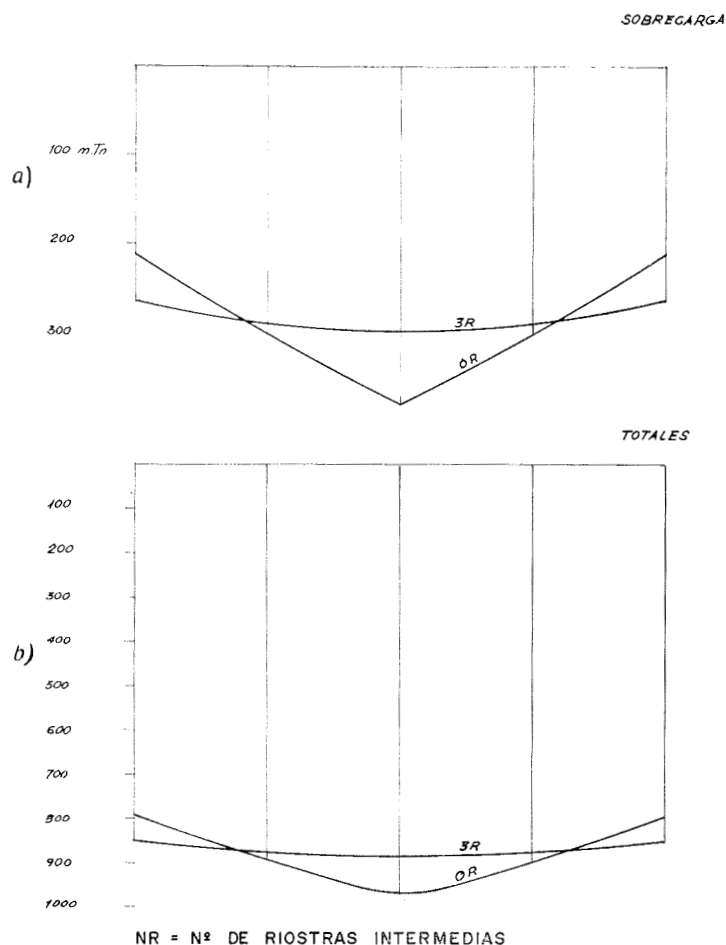 SOBRECARGA
100 m.Tn
a)
200
300
3R
0R
TOTALES
100
200
300
400
b)
500
600
700
800
900
1000
3R
0R
NR = Nº DE RIOSTRAS INTERMEDIAS